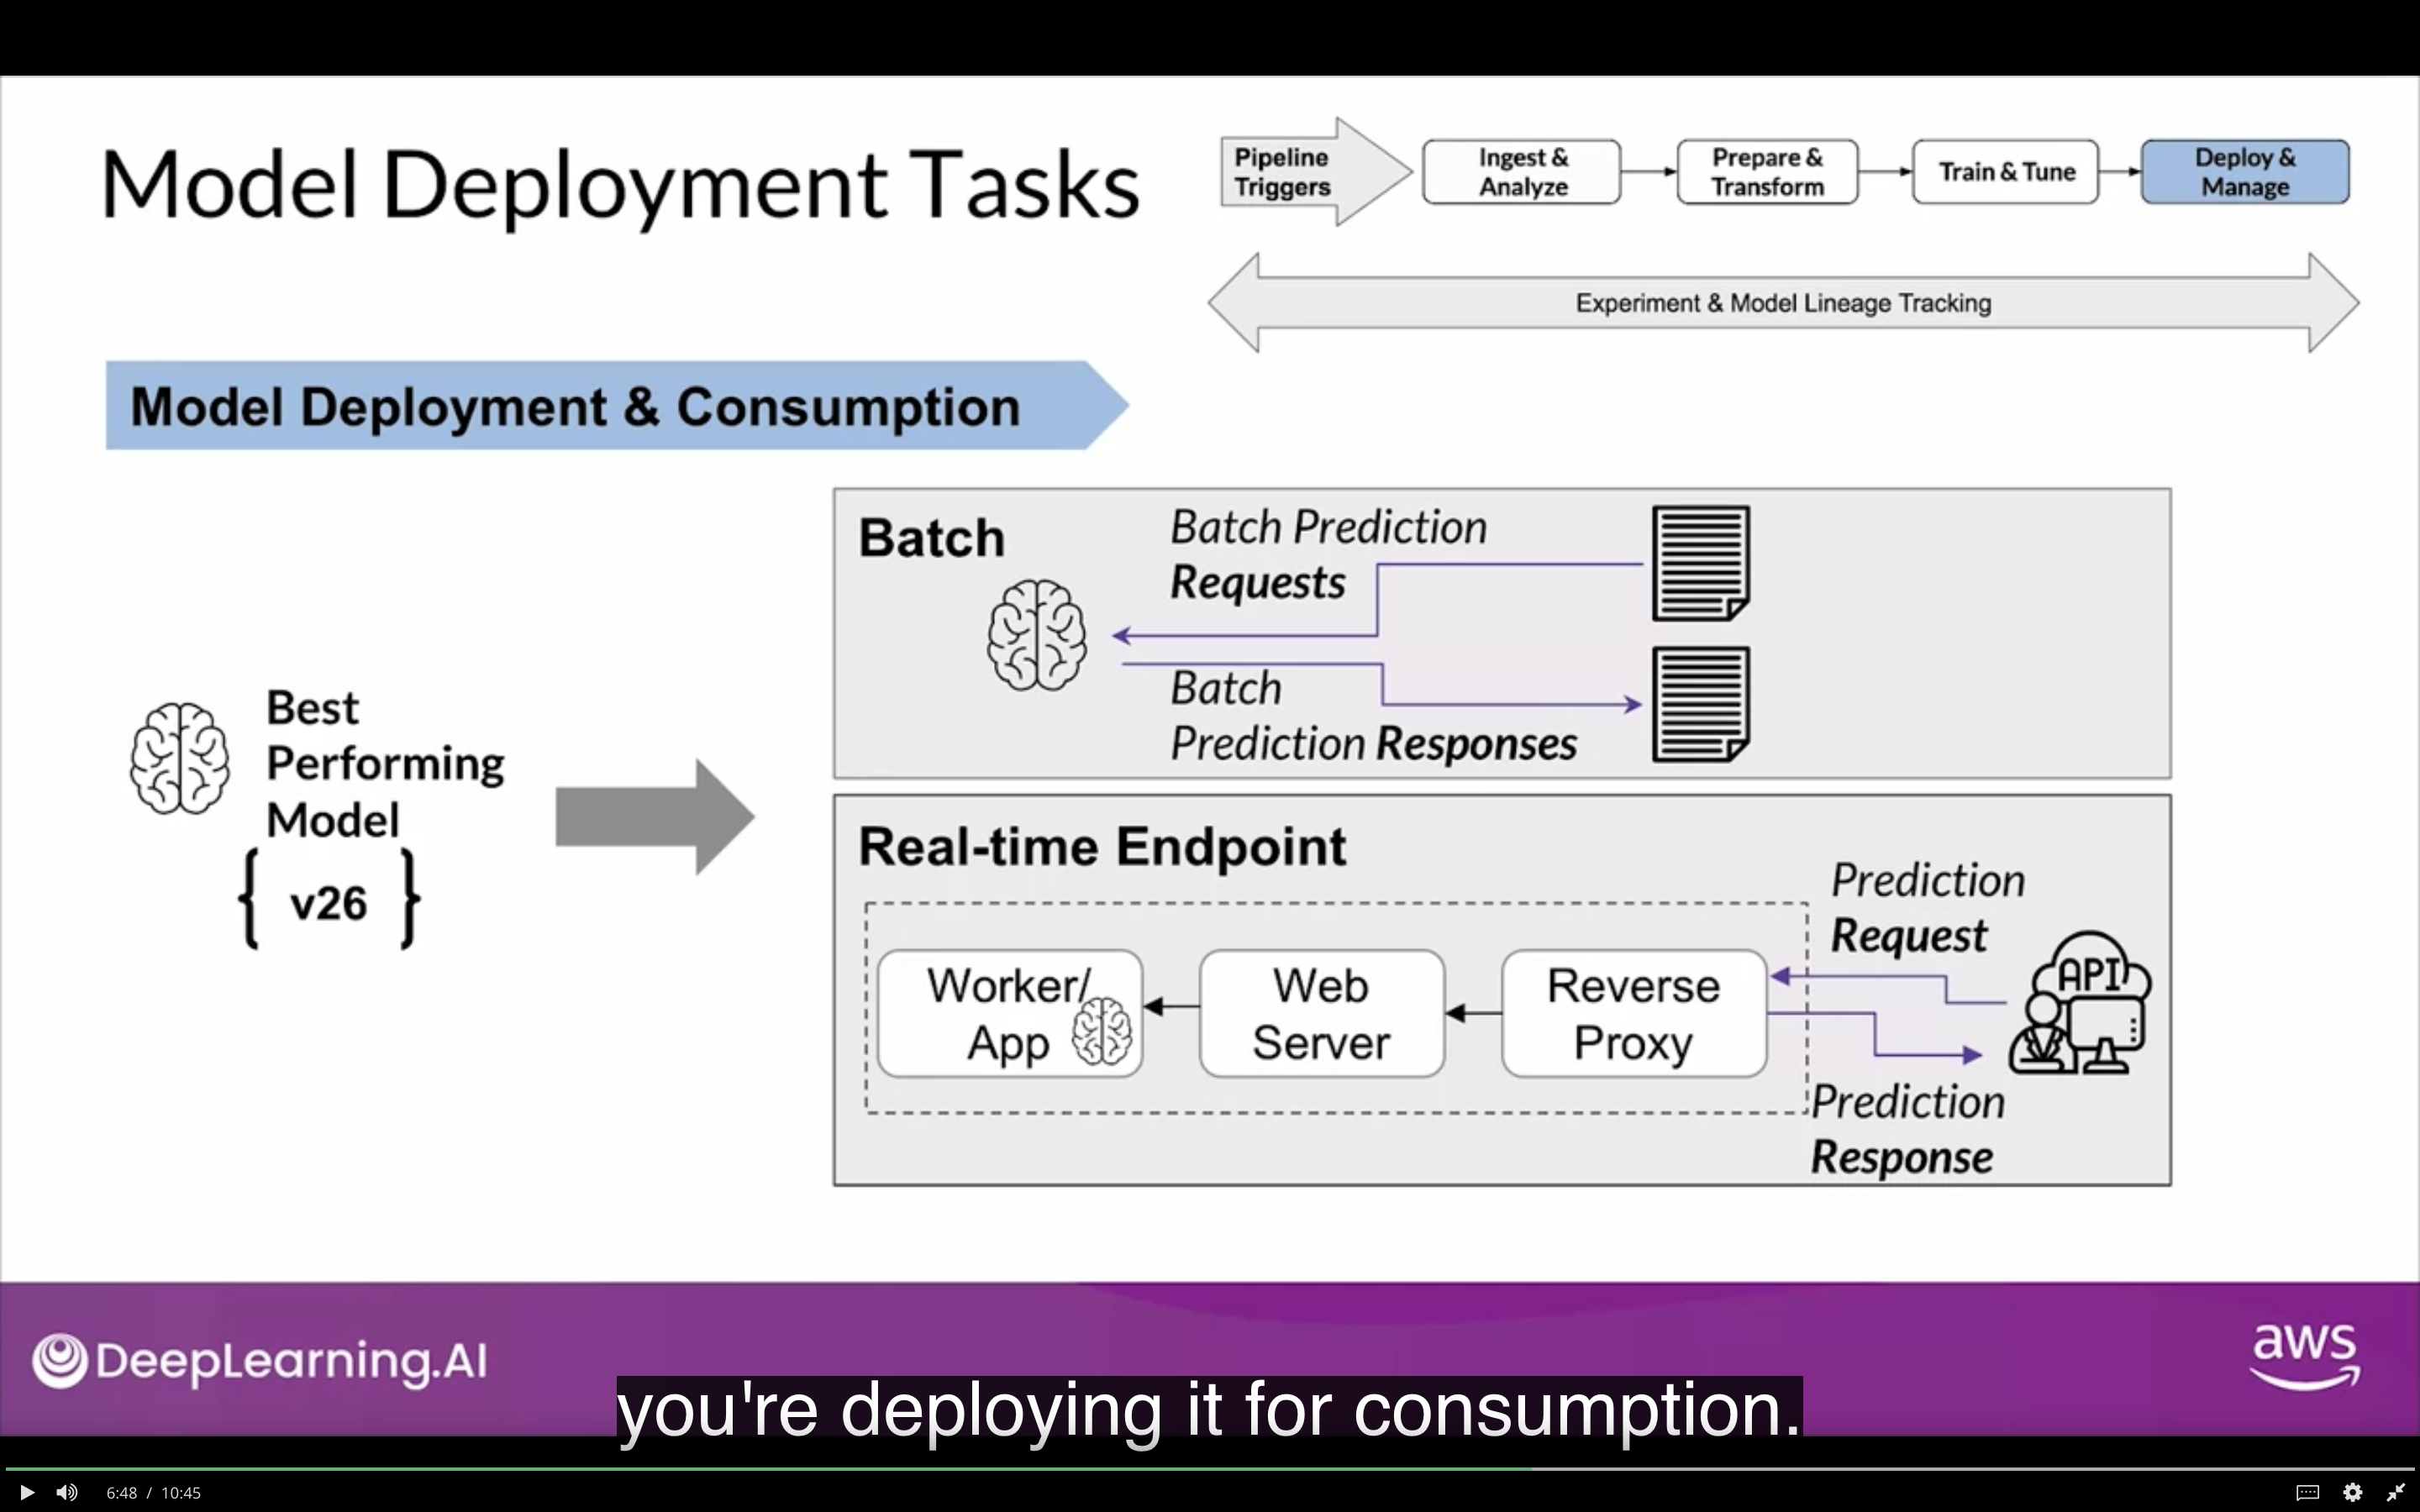 Model Deployment Tasks
Pipeline
Triggers
Ingest &
Analyze
Prepare &
Transform
Train & Tune
Deploy &
Manage
Experiment & Model Lineage Tracking
Model Deployment & Consumption
Best
Performing
Model
{ v26 }
Batch
Batch Prediction
Requests
Batch
Prediction Responses
Real-time Endpoint
Worker/
App
Web
Server
Reverse
Proxy
Prediction
Request
API
Prediction
Response
DeepLearning.AI
aws
you're deploying it for consumption.
6:48 / 10:45